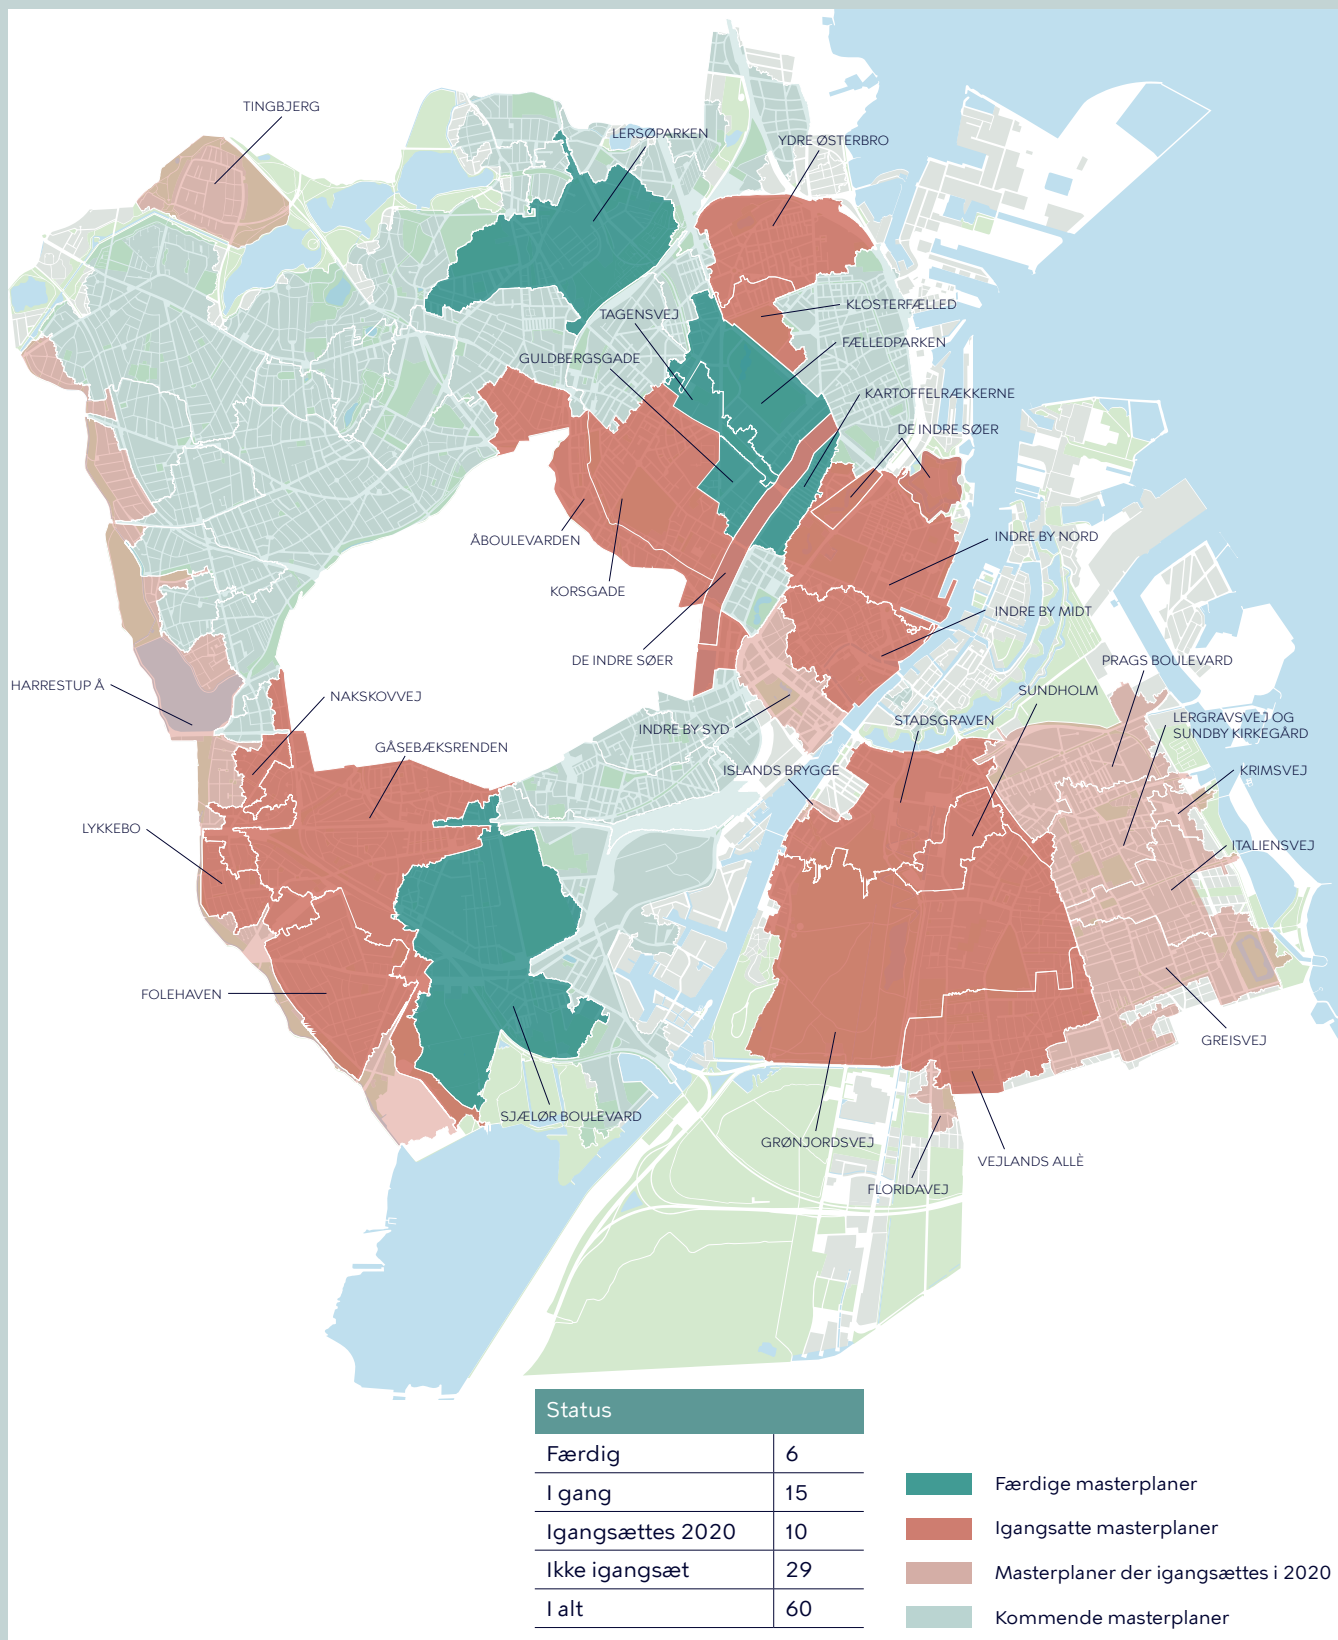 TINGBJERG
LERSØPARKEN
YDRE ØSTERBRO
KLOSTERFÆLLED
TAGENSVEJ
FÆLLEDPARKEN
GULDBERGSGADE
KARTOFFELRÆKKERNE
DE INDRE SØER
INDRE BY NORD
ÅBOULEVARDEN
KORSGADE
INDRE BY MIDT
DE INDRE SØER
PRAGS BOULEVARD
HARRESTUP Å
NAKSKOVVEJ
SUNDHOLM
LERGRAVSVEJ OG
SUNDBY KIRKEGÅRD
STADSGRAVEN
INDRE BY SYD
GÅSEBÆKSRENDEN
ISLANDS BRYGGE
KRIMSVEJ
LYKKEBO
ITALIENSVEJ
FOLEHAVEN
GREISVEJ
SJÆLØR BOULEVARD
GRØNJORDSVEJ
VEJLANDS ALLÈ
FLORIDAVEJ
Status
Færdig 6
I gang 15
Igangsættes 2020 10
Ikke igangsæt 29
I alt 60
Færdige masterplaner
Igangsatte masterplaner
Masterplaner der igangsættes i 2020
Kommende masterplaner